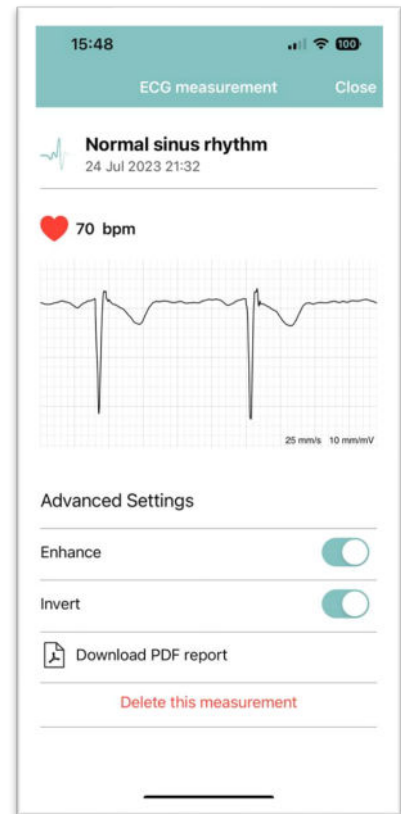 15:48
100
ECG measurement Close
Normal sinus rhythm
24 Jul 2023 21:32
70 bpm
25 mm/s 10 mm/mV
Advanced Settings
Enhance
Invert
Download PDF report
Delete this measurement